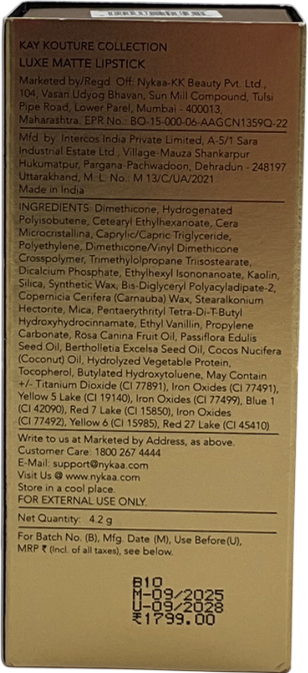 KAY KOUTURE COLLECTION
LUXE MATTE LIPSTICK
Marketed by/Regd. Off: Nykaa-KK Beauty Pvt. Ltd.,
104, Vasan Udyog Bhavan, Sun Mill Compound, Tulsi
Pipe Road, Lower Parel, Mumbai - 400013,
Maharashtra, EPR No.: BO-15-000-06-AAGCN1359Q-22
Mfd. by: Intercos India Private Limited, A-5/1 Sara
Industrial Estate Ltd., Village-Mauza Shankarpur
Hukumatpur, Pargana-Pachwadoon, Dehradun - 248197
Uttarakhand, M. L. No.: M 13/C/UA/2021
Made in India
INGREDIENTS: Dimethicone, Hydrogenated
Polyisobutene, Cetearyl Ethylhexanoate, Cera
Microcristallina, Caprylic/Capric Triglyceride,
Polyethylene, Dimethicone/Vinyl Dimethicone
Crosspolymer, Trimethylolpropane Triisostearate,
Dicalcium Phosphate, Ethylhexyl Isononanoate, Kaolin,
Silica, Synthetic Wax, Bis-Diglyceryl Polyacyladipate-2,
Copernicia Cerifera (Carnauba) Wax, Stearalkonium
Hectorite, Mica, Pentaerythrityl Tetra-Di-T-Butyl
Hydroxyhydrocinnamate, Ethyl Vanillin, Propylene
Carbonate, Rosa Canina Fruit Oil, Passiflora Edulis
Seed Oil, Bertholletia Excelsa Seed Oil, Cocos Nucifera
(Coconut) Oil, Hydrolyzed Vegetable Protein,
Tocopherol, Butylated Hydroxytoluene, May Contain
+/- Titanium Dioxide (CI 77891), Iron Oxides (CI 77491),
Yellow 5 Lake (CI 19140), Iron Oxides (CI 77499), Blue 1
(CI 42090), Red 7 Lake (CI 15850), Iron Oxides
(CI 77492), Yellow 6 (CI 15985), Red 27 Lake (CI 45410)
Write to us at Marketed by Address, as above.
Customer Care: 1800 267 4444
E-Mail: support@nykaa.com
Visit Us @ www.nykaa.com
Store in a cool place.
FOR EXTERNAL USE ONLY.
Net Quantity: 4.2 g
For Batch No. (B), Mfg. Date (M), Use Before(U),
MRP ₹ (Incl. of all taxes), see below.
B10
M-09/2025
U-09/2028
₹1799.00